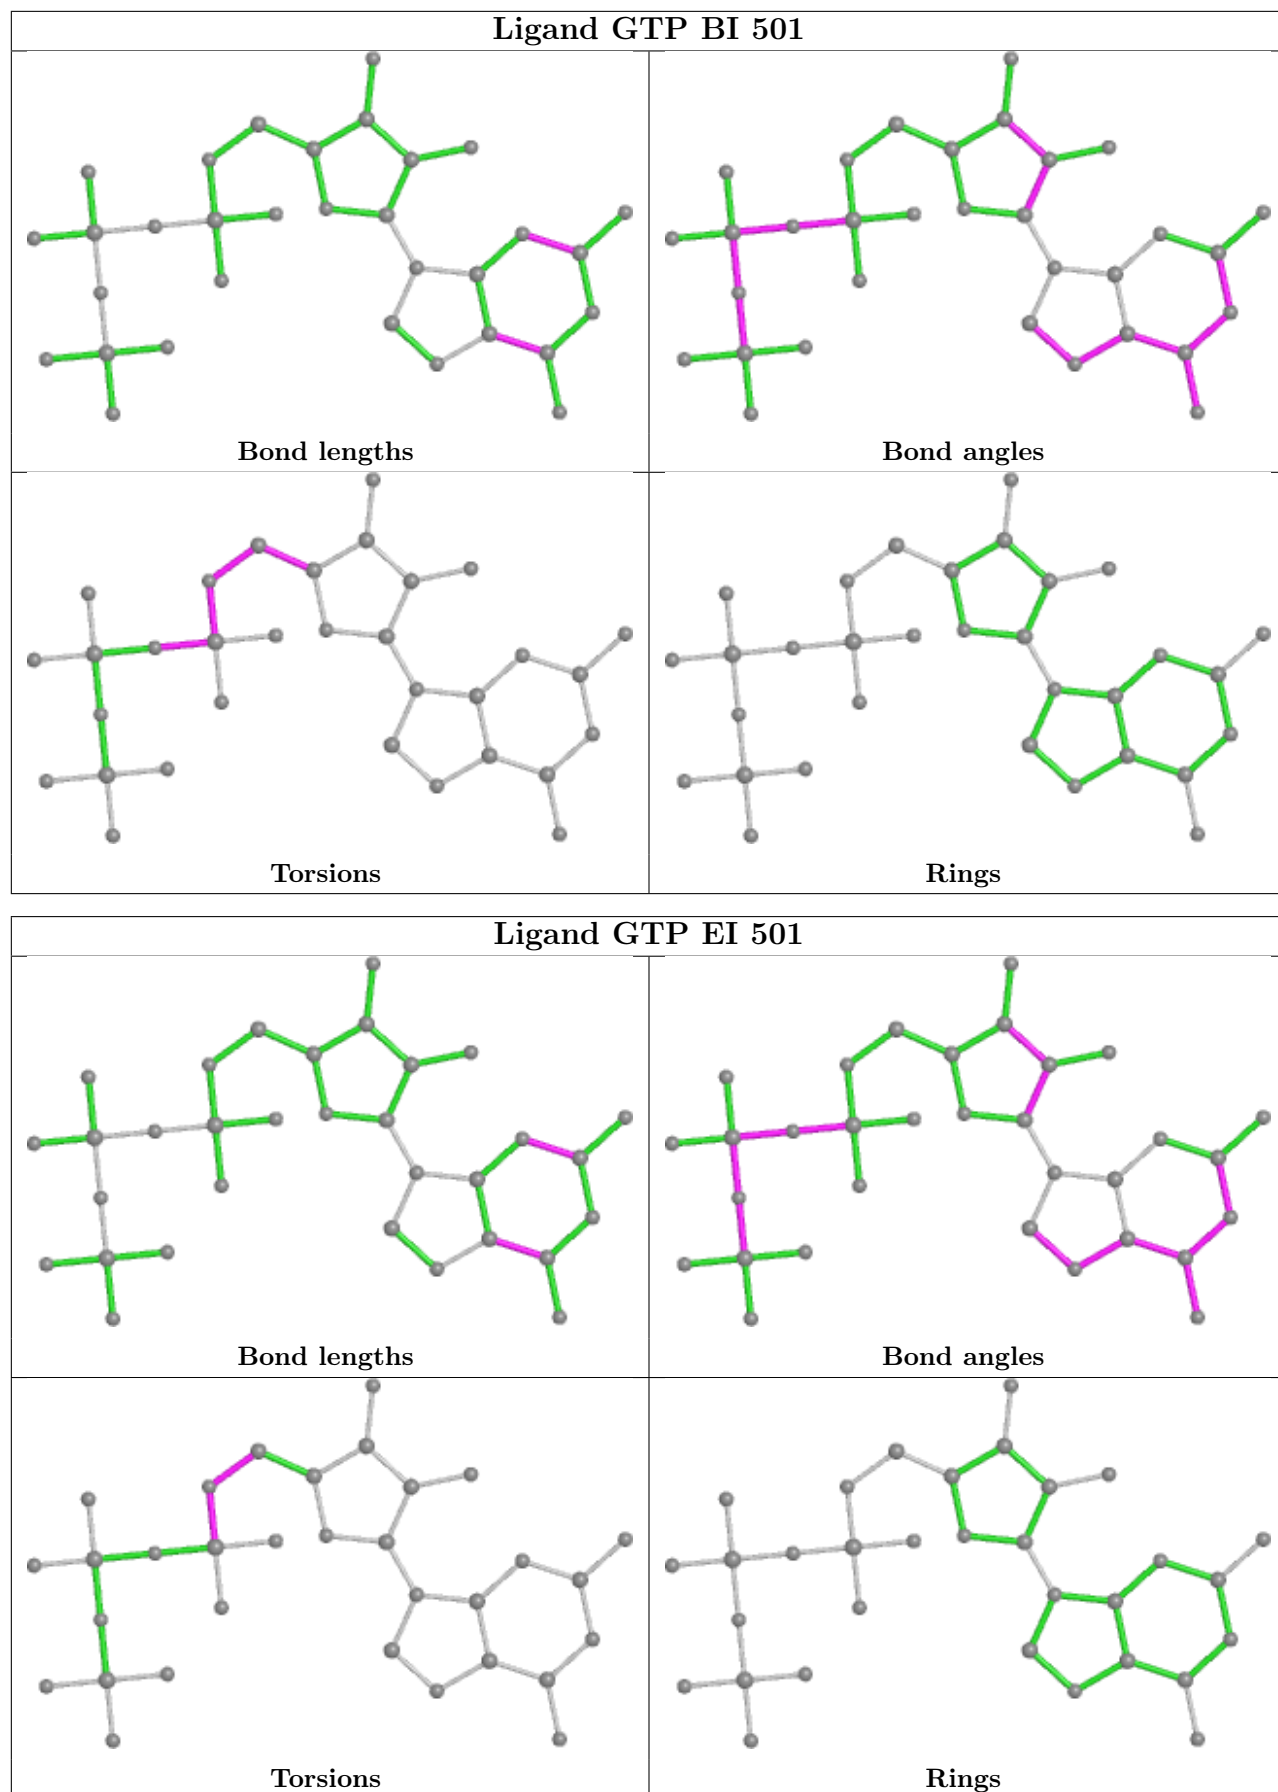 Ligand GTP BI 501
Bond lengths
Bond angles
Torsions
Rings
Ligand GTP EI 501
Bond lengths
Bond angles
Torsions
Rings